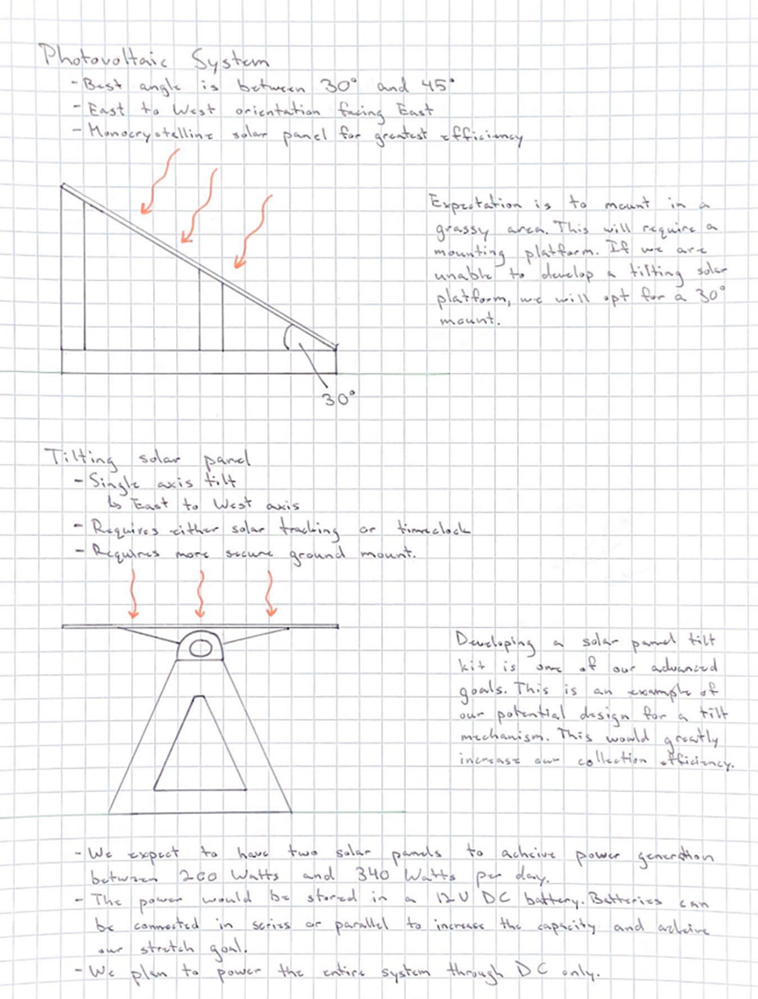 Photovoltaic System
- Best angle is between 30° and 45°
- East to West orientation facing East
- Monocrystalline solar panel for greatest efficiency
Expectation is to mount in a
grassy area. This will require a
mounting platform. If we are
unable to develop a tilting solar
platform, we will opt for a 30°
mount.
30°
Tilting solar panel
- Single axis tilt
↳ East to West axis
- Requires either solar tracking or timeclock
- Requires more secure ground mount.
Developing a solar panel tilt
kit is one of our advanced
goals. This is an example of
our potential design for a tilt
mechanism. This would greatly
increase our collection efficiency.
- We expect to have two solar panels to acheive power generation
between 200 Watts and 340 Watts per day.
- The power would be stored in a 12V DC battery. Batteries can
be connected in series or parallel to increase the capacity and acheive
our stretch goal.
- We plan to power the entire system through DC only.